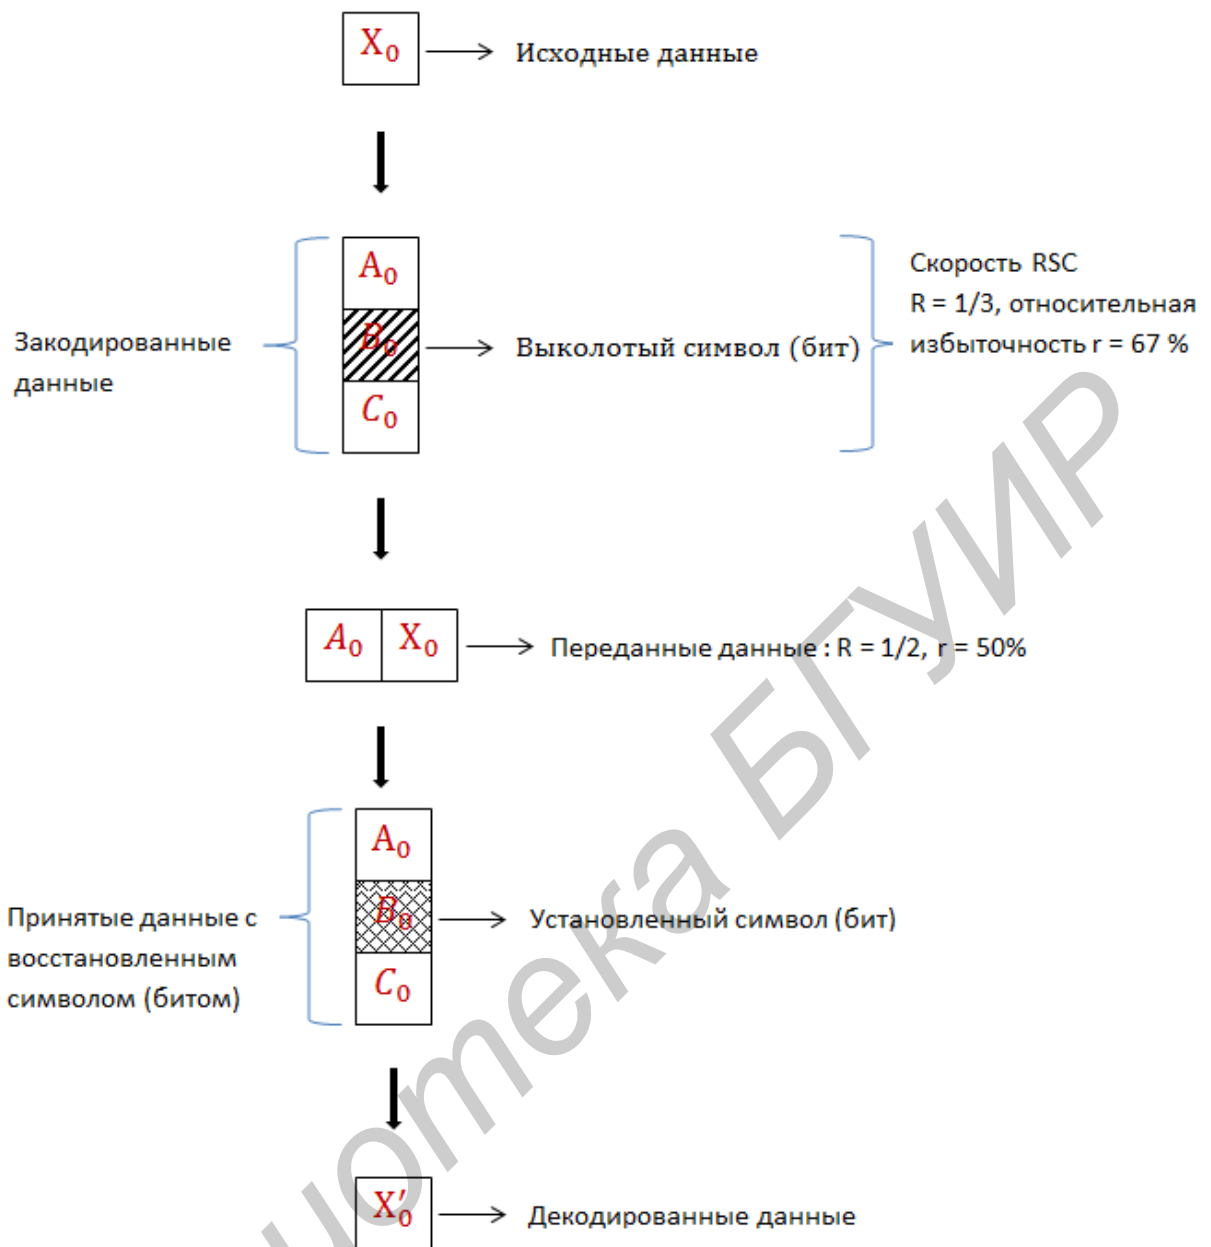 X₀
Исходные данные
A₀
Закодированные
данные
B₀
Выколотый символ (бит)
C₀
Скорость RSC
R = 1/3, относительная
избыточность r = 67 %
A₀ X₀
Переданные данные : R = 1/2, r = 50%
A₀
Принятые данные с
восстановленным
символом (битом)
B₀
Установленный символ (бит)
C₀
X′₀
Декодированные данные
БГУИР